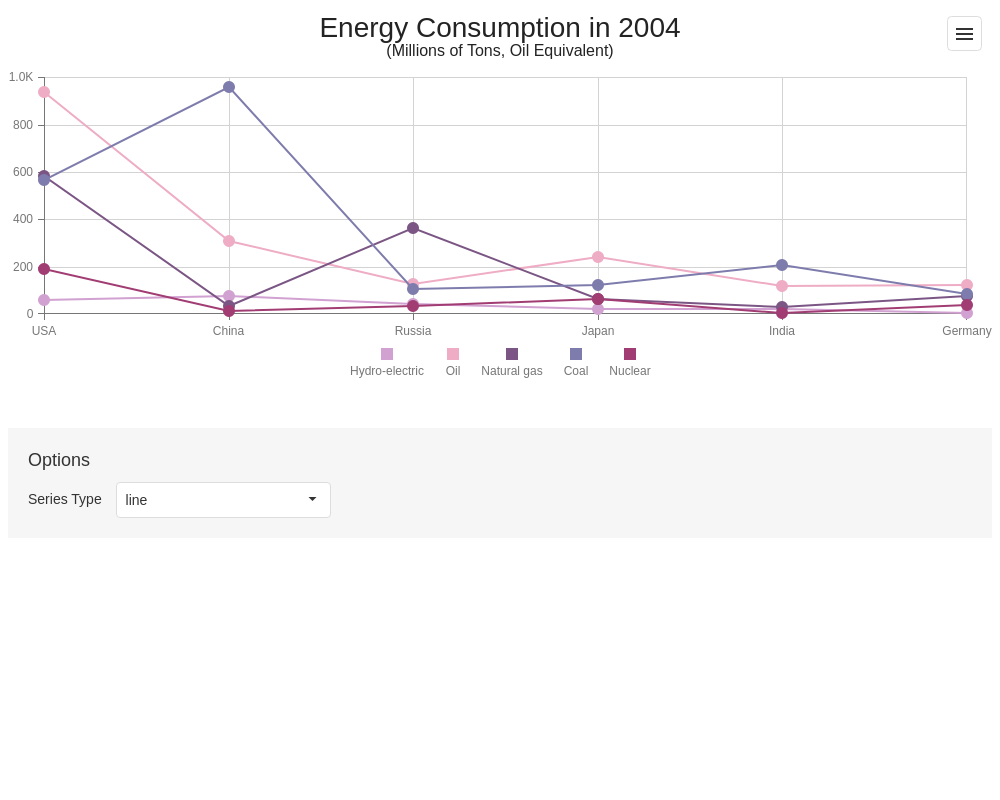 Energy Consumption in 2004
(Millions of Tons, Oil Equivalent)
1.0K
800
600
400
200
0
USA China Russia Japan India Germany
Hydro-electric Oil Natural gas Coal Nuclear
Options
Series Type line